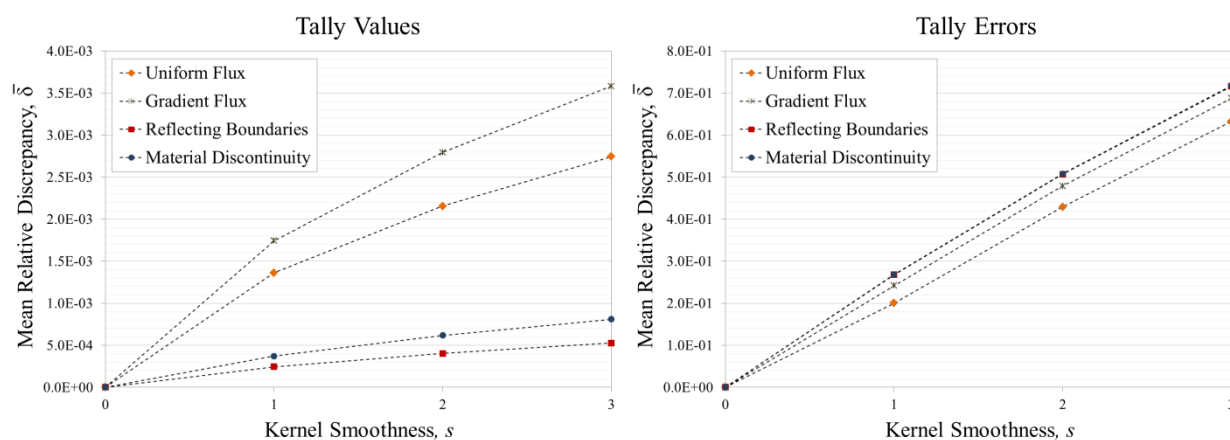 Tally Values
4.0E-03
3.5E-03
3.0E-03
2.5E-03
2.0E-03
1.5E-03
1.0E-03
5.0E-04
0.0E+00
Mean Relative Discrepancy, δ̄
Uniform Flux
Gradient Flux
Reflecting Boundaries
Material Discontinuity
0 1 2 3
Kernel Smoothness, s
Tally Errors
8.0E-01
7.0E-01
6.0E-01
5.0E-01
4.0E-01
3.0E-01
2.0E-01
1.0E-01
0.0E+00
Mean Relative Discrepancy, δ̄
Uniform Flux
Gradient Flux
Reflecting Boundaries
Material Discontinuity
0 1 2 3
Kernel Smoothness, s